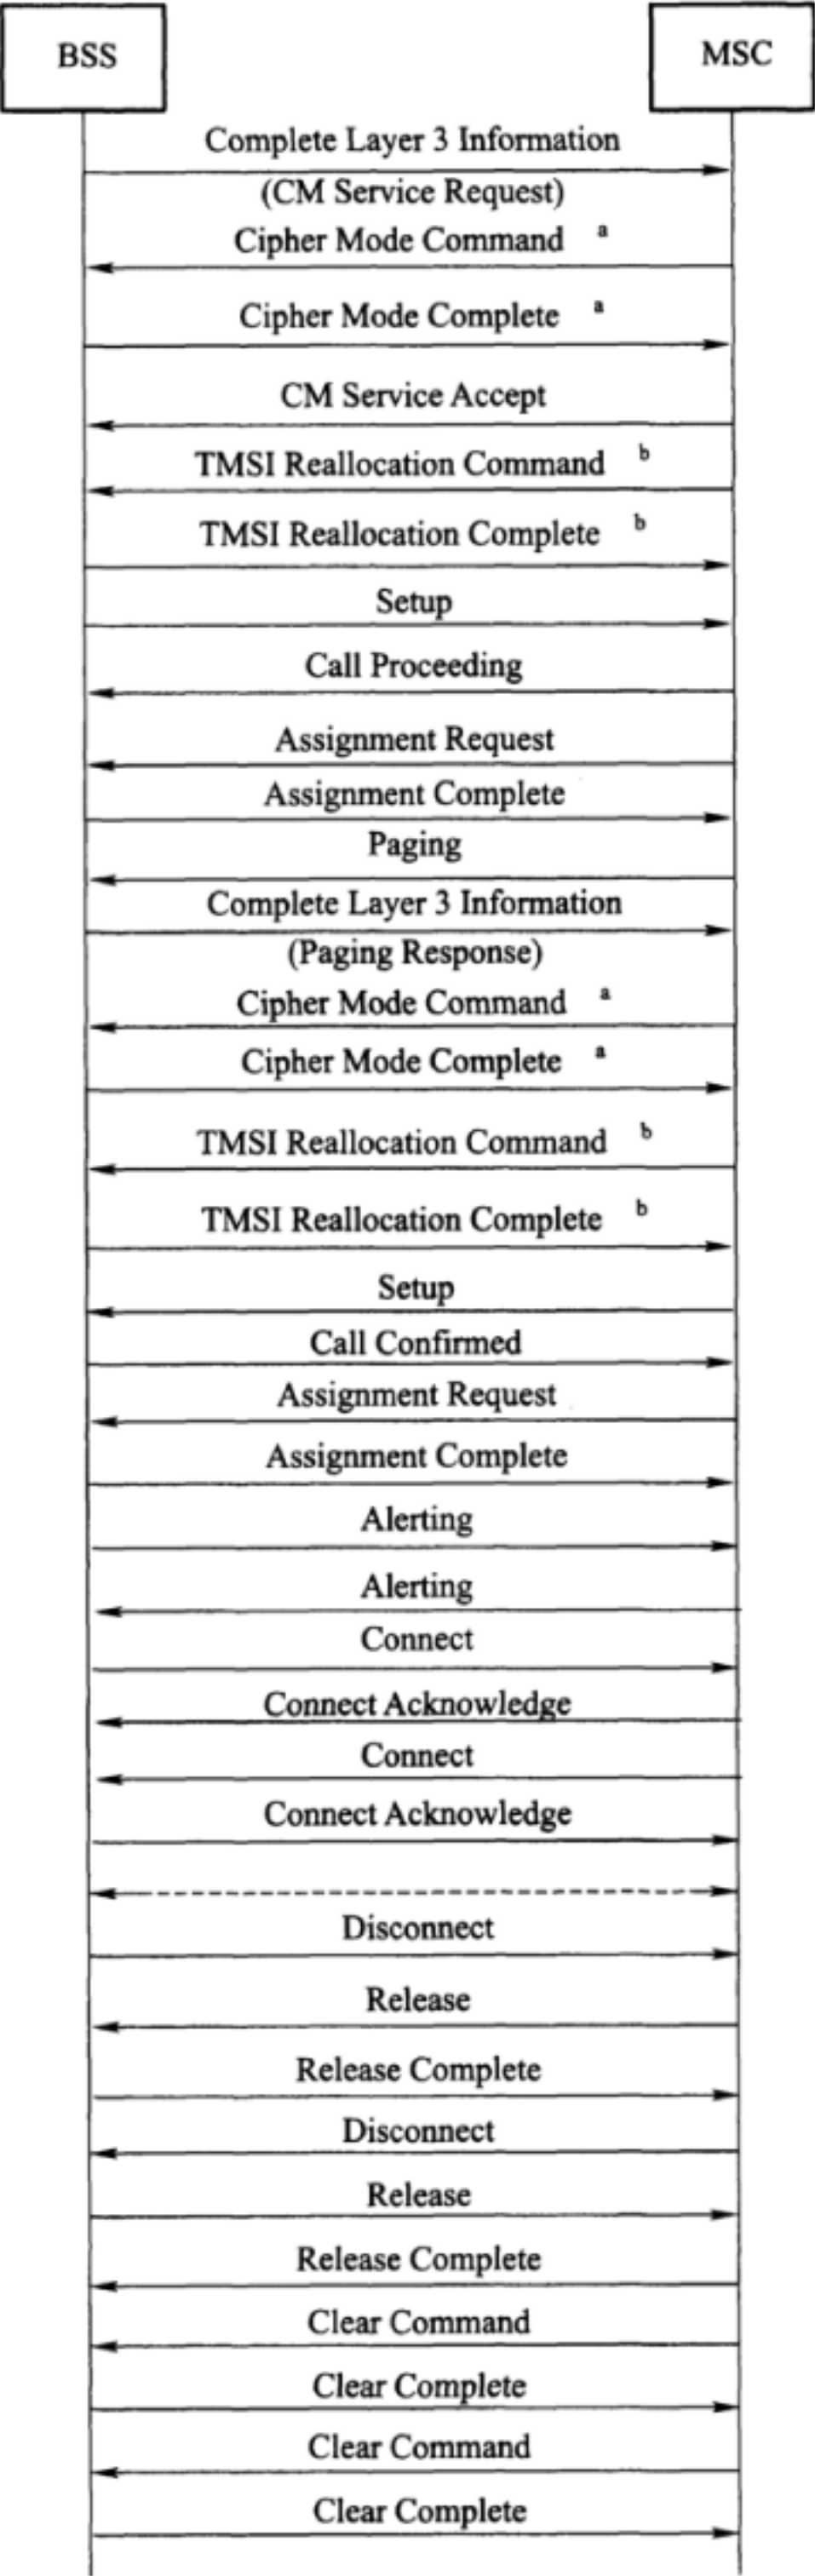 BSS
MSC
Complete Layer 3 Information
(CM Service Request)
Cipher Mode Command a
Cipher Mode Complete a
CM Service Accept
TMSI Reallocation Command b
TMSI Reallocation Complete b
Setup
Call Proceeding
Assignment Request
Assignment Complete
Paging
Complete Layer 3 Information
(Paging Response)
Cipher Mode Command a
Cipher Mode Complete a
TMSI Reallocation Command b
TMSI Reallocation Complete b
Setup
Call Confirmed
Assignment Request
Assignment Complete
Alerting
Alerting
Connect
Connect Acknowledge
Connect
Connect Acknowledge
Disconnect
Release
Release Complete
Disconnect
Release
Release Complete
Clear Command
Clear Complete
Clear Command
Clear Complete